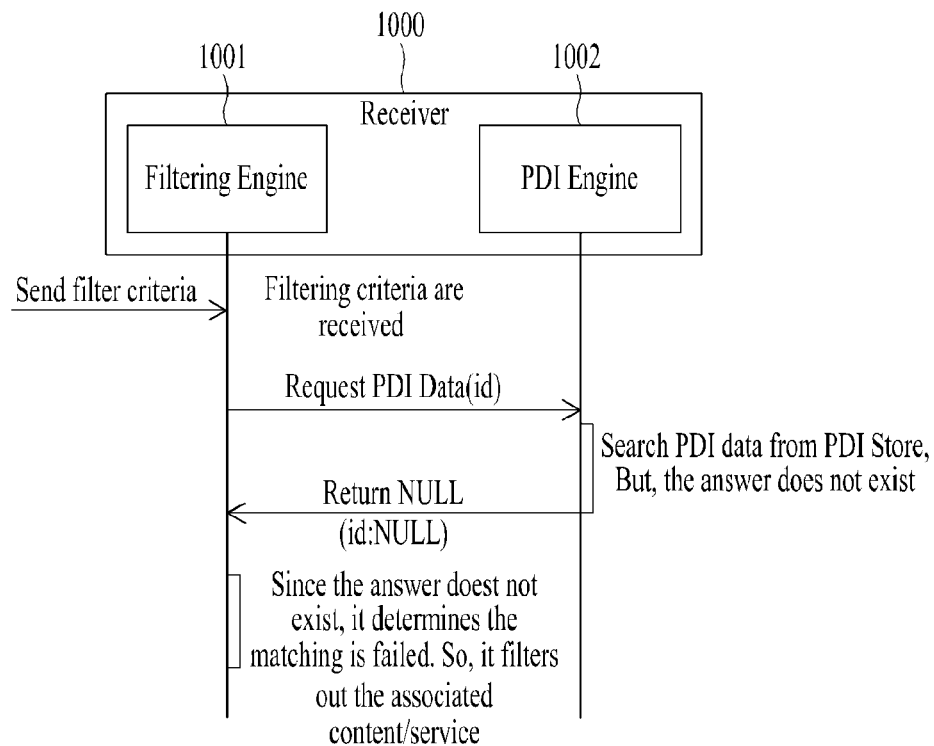 1000
1001
1002
Receiver
Filtering Engine
PDI Engine
Send filter criteria
Filtering criteria are
received
Request PDI Data(id)
Search PDI data from PDI Store,
But, the answer does not exist
Return NULL
(id:NULL)
Since the answer doest not
exist, it determines the
matching is failed. So, it filters
out the associated
content/service